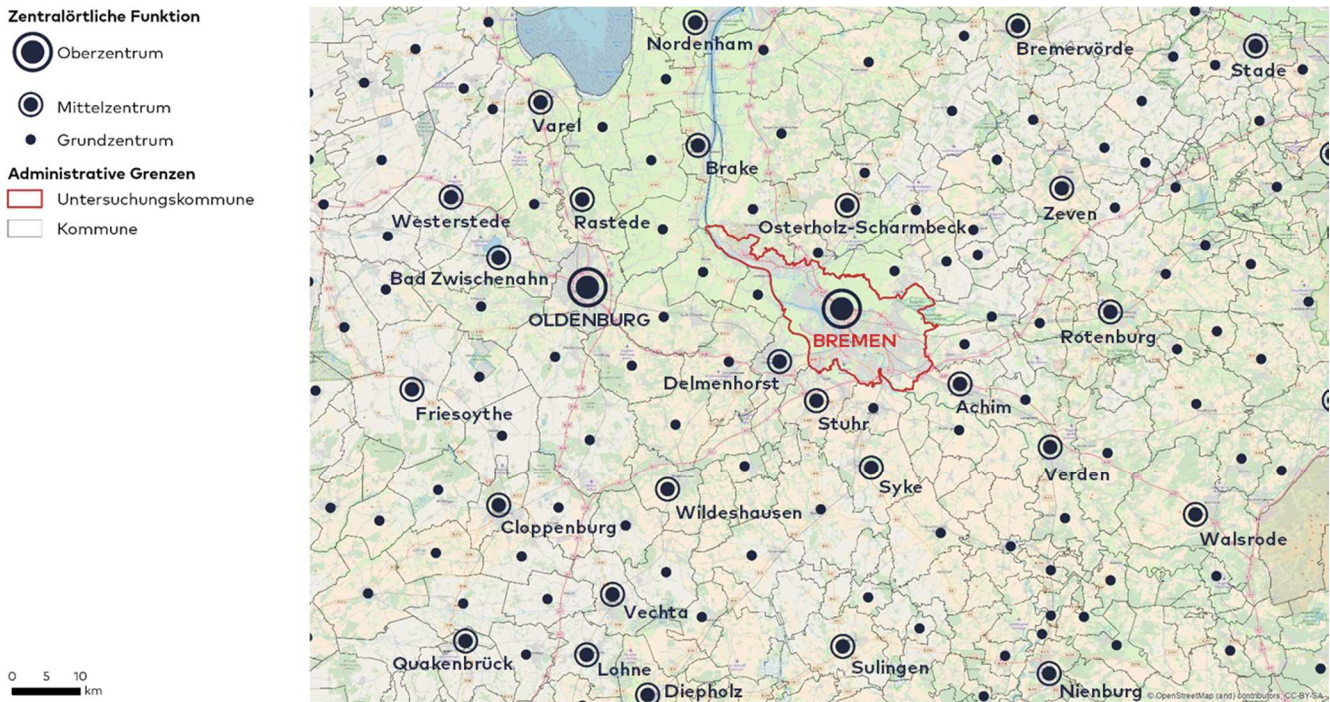 Zentralörtliche Funktion
Oberzentrum
Mittelzentrum
Grundzentrum
Administrative Grenzen
Untersuchungskommune
Kommune
0 5 10
km
Nordenham
Bremervörde
Stade
Varel
Brake
Westerstede
Rastede
Osterholz-Scharmbeck
Zeven
Bad Zwischenahn
OLDENBURG
BREMEN
Rotenburg
Delmenhorst
Friesoythe
Stuhr
Achim
Verden
Syke
Wildeshausen
Cloppenburg
Walsrode
Vechta
Quakenbrück
Lohne
Sulingen
Diepholz
Nienburg
© OpenStreetMap (and) contributors, CC-BY-SA